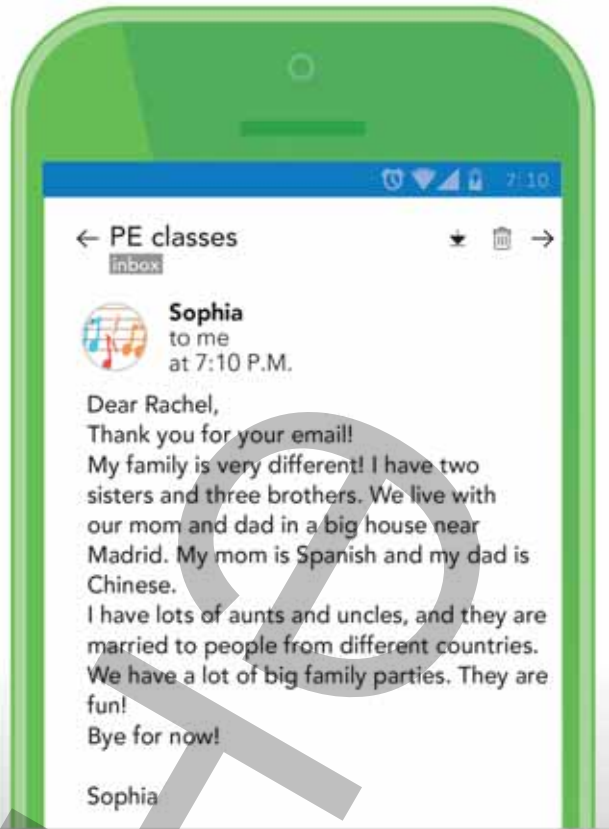 7:10
← PE classes
inbox
Sophia
to me
at 7:10 P.M.
Dear Rachel,
Thank you for your email!
My family is very different! I have two
sisters and three brothers. We live with
our mom and dad in a big house near
Madrid. My mom is Spanish and my dad is
Chinese.
I have lots of aunts and uncles, and they are
married to people from different countries.
We have a lot of big family parties. They are
fun!
Bye for now!
Sophia